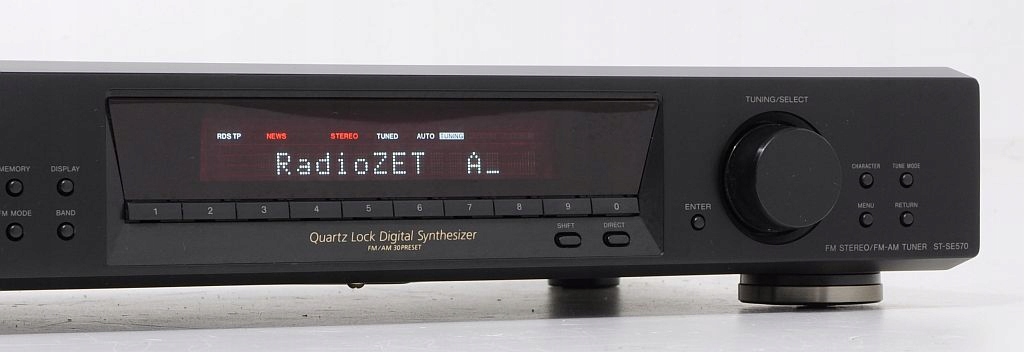 TUNING/SELECT
RDS TP NEWS STEREO TUNED AUTO TUNING
RadioZET A_
MEMORY DISPLAY
CHARACTER TUNE MODE
1 2 3 4 5 6 7 8 9 0
FM MODE BAND
ENTER
MENU RETURN
SHIFT DIRECT
Quartz Lock Digital Synthesizer
FM/AM 30PRESET
FM STEREO/FM-AM TUNER ST-SE570